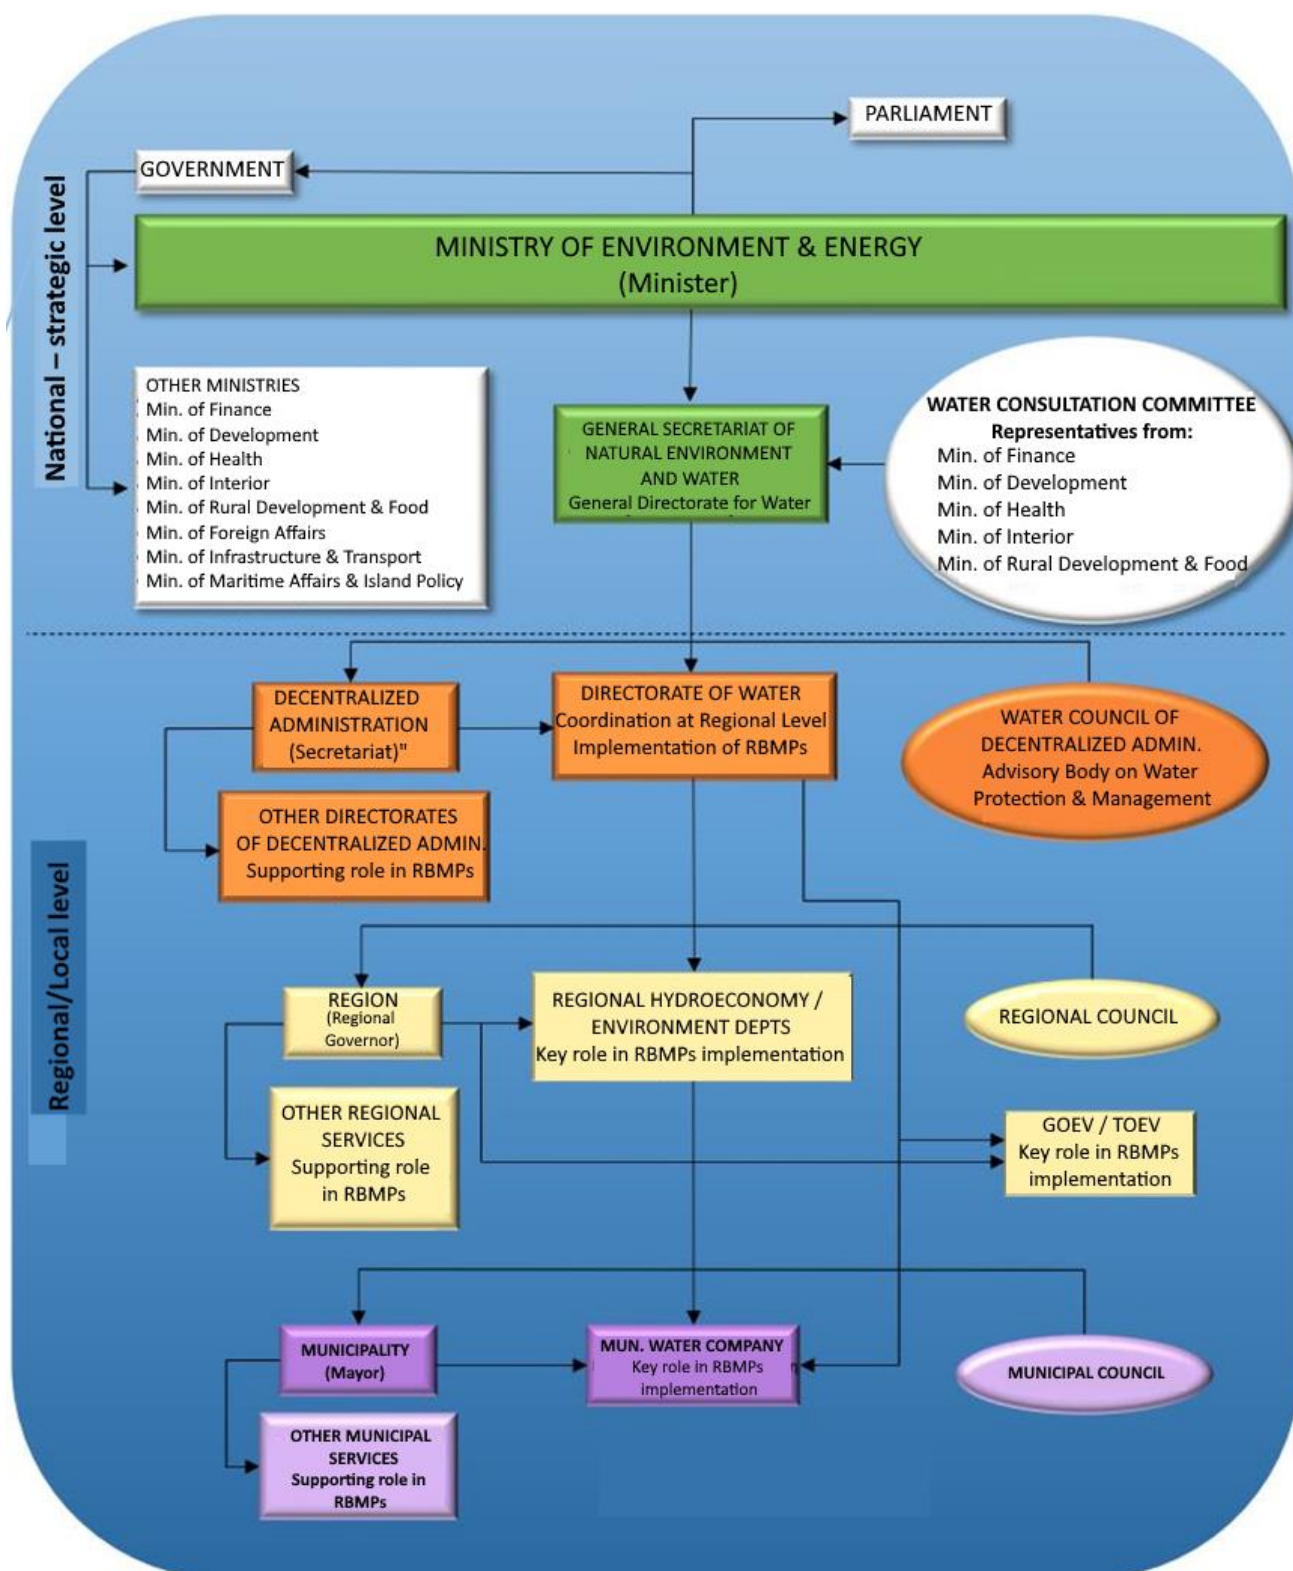 PARLIAMENT
GOVERNMENT
National – strategic level
MINISTRY OF ENVIRONMENT & ENERGY
(Minister)
OTHER MINISTRIES
Min. of Finance
Min. of Development
Min. of Health
Min. of Interior
Min. of Rural Development & Food
Min. of Foreign Affairs
Min. of Infrastructure & Transport
Min. of Maritime Affairs & Island Policy
GENERAL SECRETARIAT OF
NATURAL ENVIRONMENT
AND WATER
General Directorate for Water
WATER CONSULTATION COMMITTEE
Representatives from:
Min. of Finance
Min. of Development
Min. of Health
Min. of Interior
Min. of Rural Development & Food
Regional/Local level
DECENTRALIZED
ADMINISTRATION
(Secretariat)"
DIRECTORATE OF WATER
Coordination at Regional Level
Implementation of RBMPs
WATER COUNCIL OF
DECENTRALIZED ADMIN.
Advisory Body on Water
Protection & Management
OTHER DIRECTORATES
OF DECENTRALIZED ADMIN.
Supporting role in RBMPs
REGION
(Regional
Governor)
REGIONAL HYDROECONOMY /
ENVIRONMENT DEPTS
Key role in RBMPs implementation
REGIONAL COUNCIL
OTHER REGIONAL
SERVICES
Supporting role
in RBMPs
GOEV / TOEV
Key role in RBMPs
implementation
MUNICIPALITY
(Mayor)
MUN. WATER COMPANY
Key role in RBMPs
implementation
MUNICIPAL COUNCIL
OTHER MUNICIPAL
SERVICES
Supporting role in
RBMPs